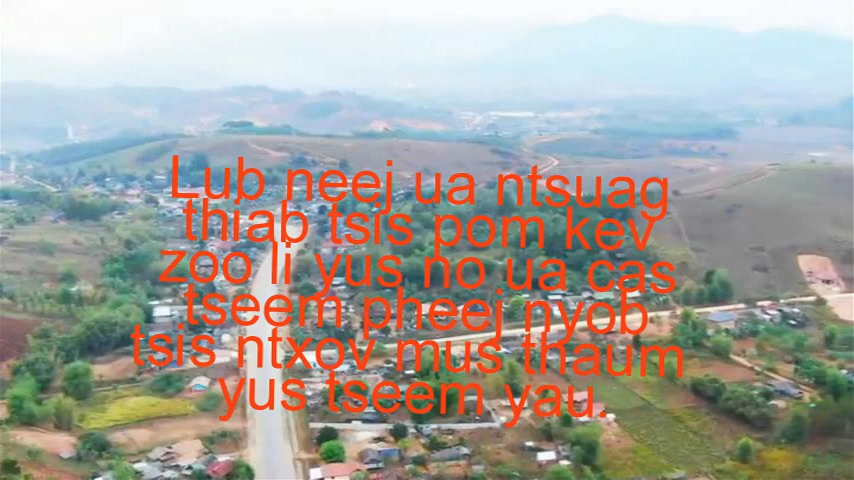 Lub neej ua ntsuag
thiab tsis pom kev
zoo li yus no ua cas
tseem pheej nyob
tsis ntxov mus thaum
yus tseem yau.